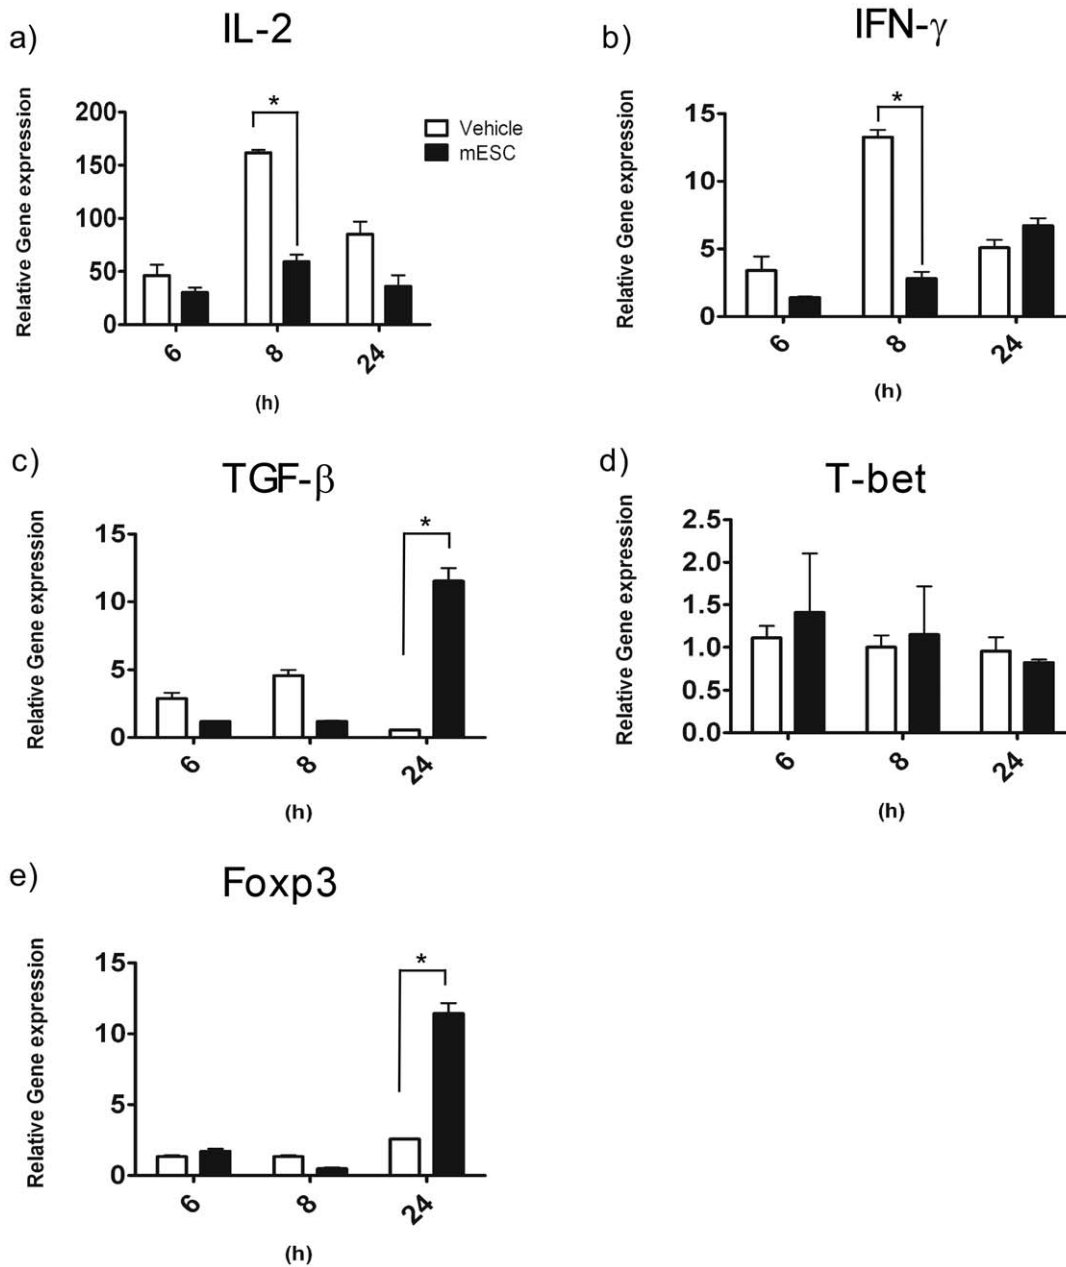 a)
IL-2
Relative Gene expression
200
150
100
50
0
*
Vehicle
mESC
6
8
24
(h)
b)
IFN-γ
Relative Gene expression
15
10
5
0
*
6
8
24
(h)
c)
TGF-β
Relative Gene expression
15
10
5
0
*
6
8
24
(h)
d)
T-bet
Relative Gene expression
2.5
2.0
1.5
1.0
0.5
0.0
6
8
24
(h)
e)
Foxp3
Relative Gene expression
15
10
5
0
*
6
8
24
(h)